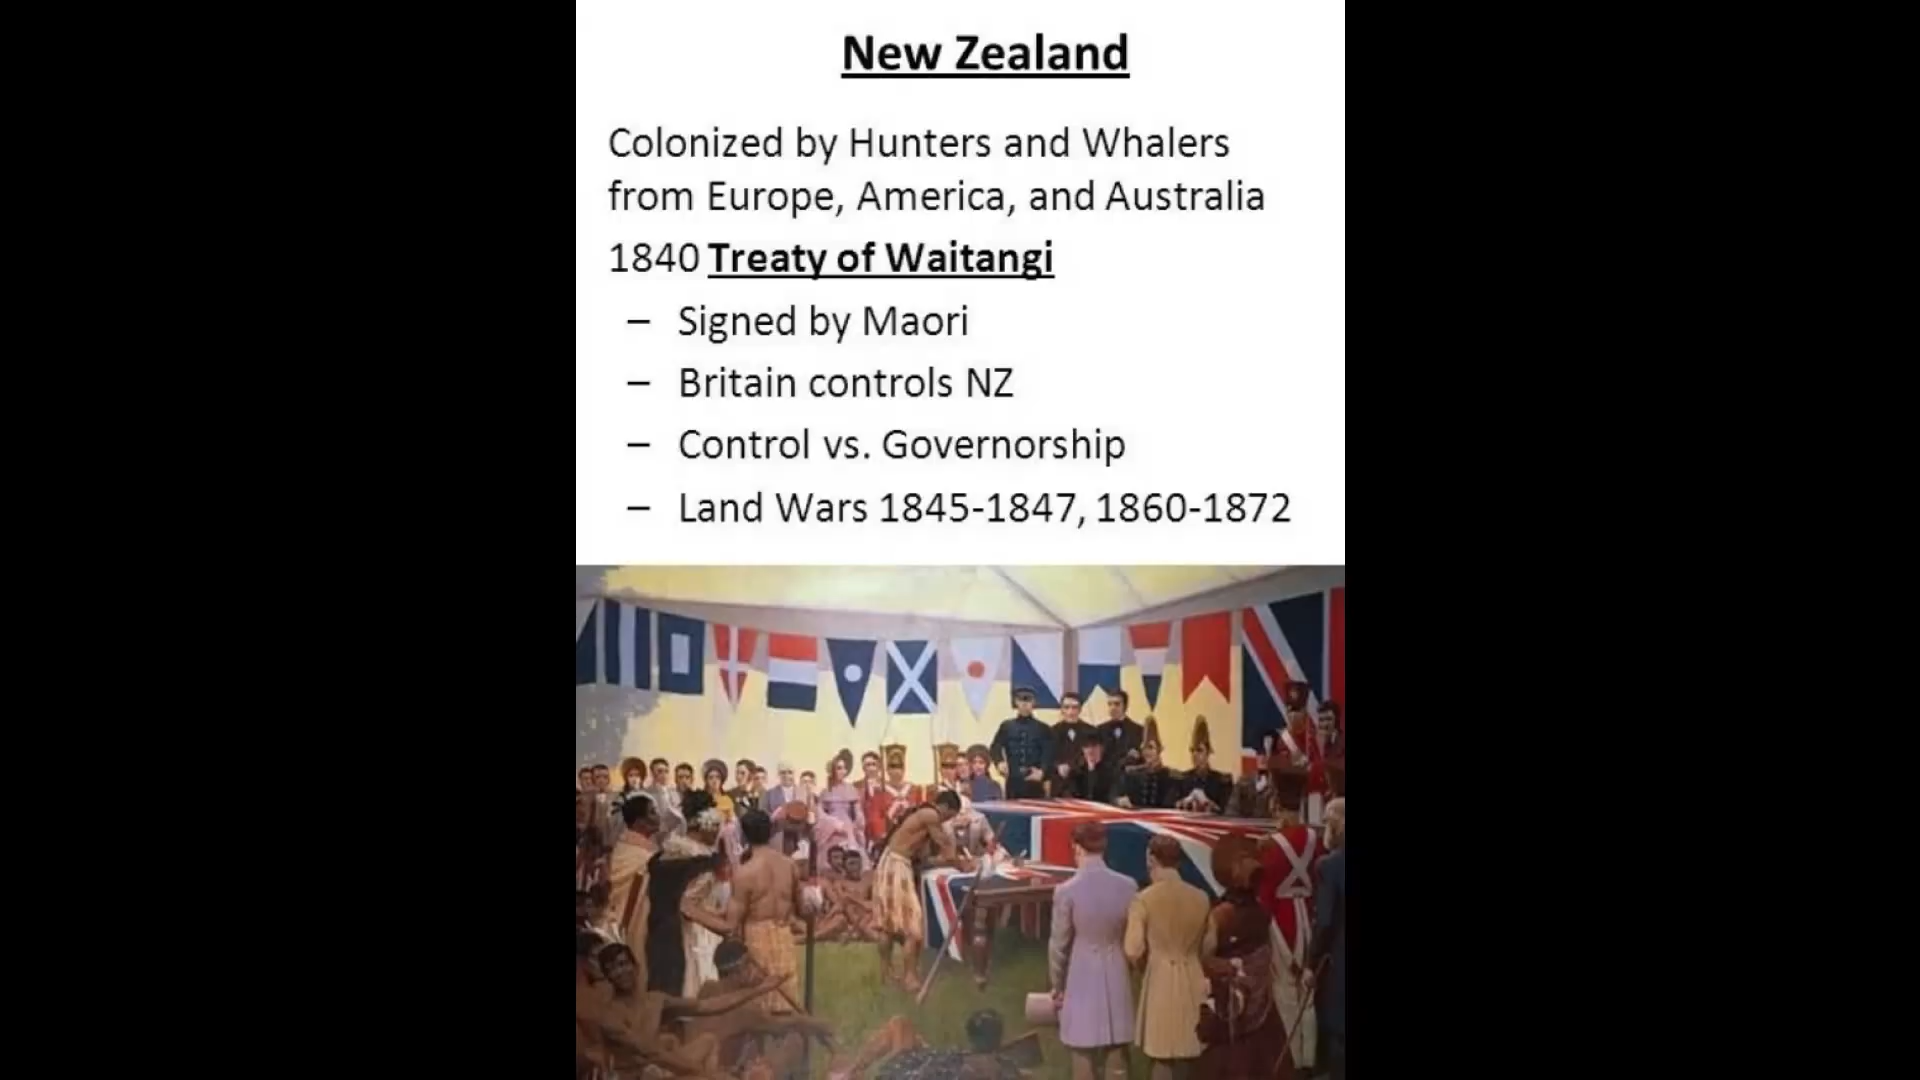 New Zealand
Colonized by Hunters and Whalers
from Europe, America, and Australia
1840 Treaty of Waitangi
– Signed by Maori
– Britain controls NZ
– Control vs. Governorship
– Land Wars 1845-1847, 1860-1872